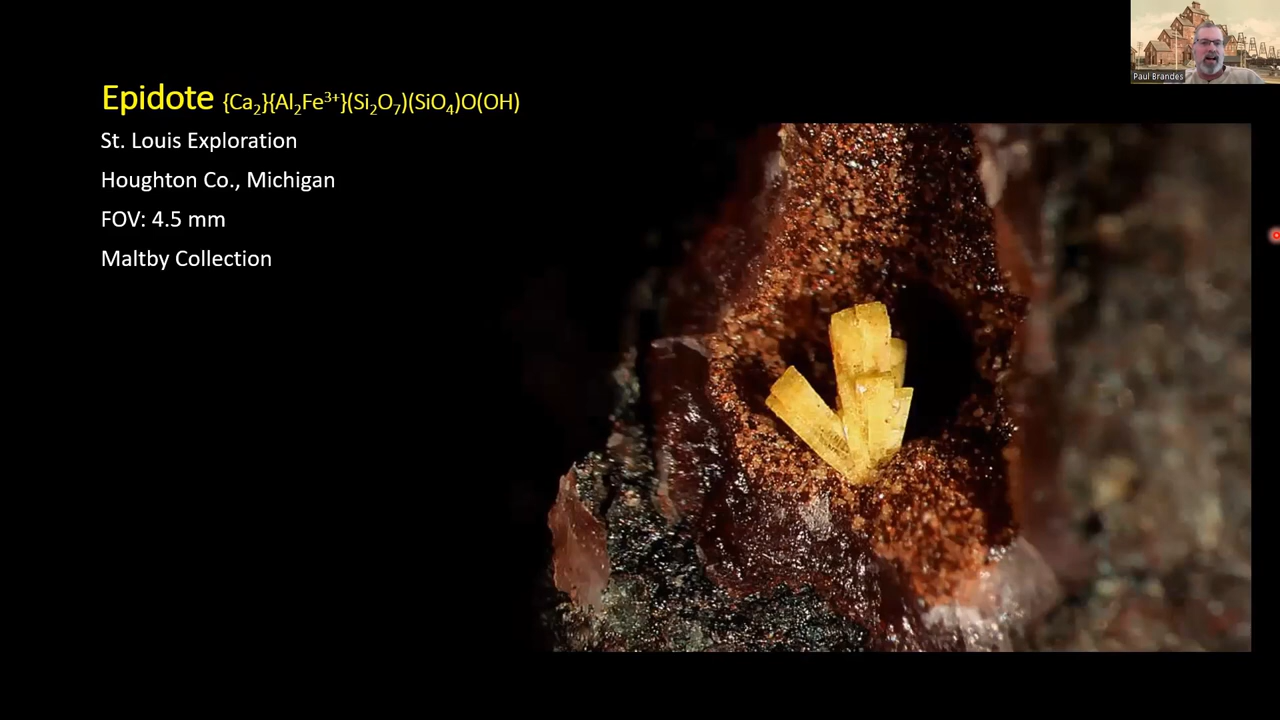 Epidote {Ca₂}{Al₂Fe³⁺}(Si₂O₇)(SiO₄)O(OH)
St. Louis Exploration
Houghton Co., Michigan
FOV: 4.5 mm
Maltby Collection
Paul Brandes